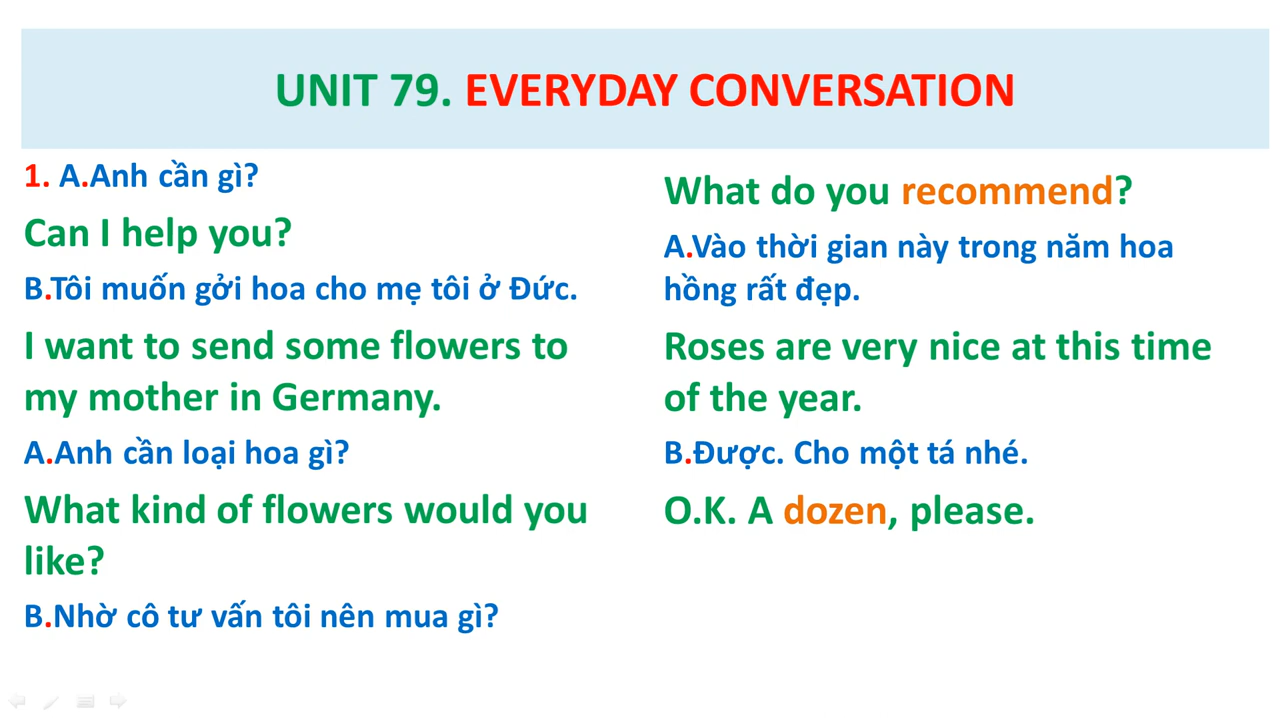 UNIT 79. EVERYDAY CONVERSATION
1. A.Anh cần gì?
Can I help you?
B.Tôi muốn gởi hoa cho mẹ tôi ở Đức.
I want to send some flowers to
my mother in Germany.
A.Anh cần loại hoa gì?
What kind of flowers would you
like?
B.Nhờ cô tư vấn tôi nên mua gì?
What do you recommend?
A.Vào thời gian này trong năm hoa
hồng rất đẹp.
Roses are very nice at this time
of the year.
B.Được. Cho một tá nhé.
O.K. A dozen, please.